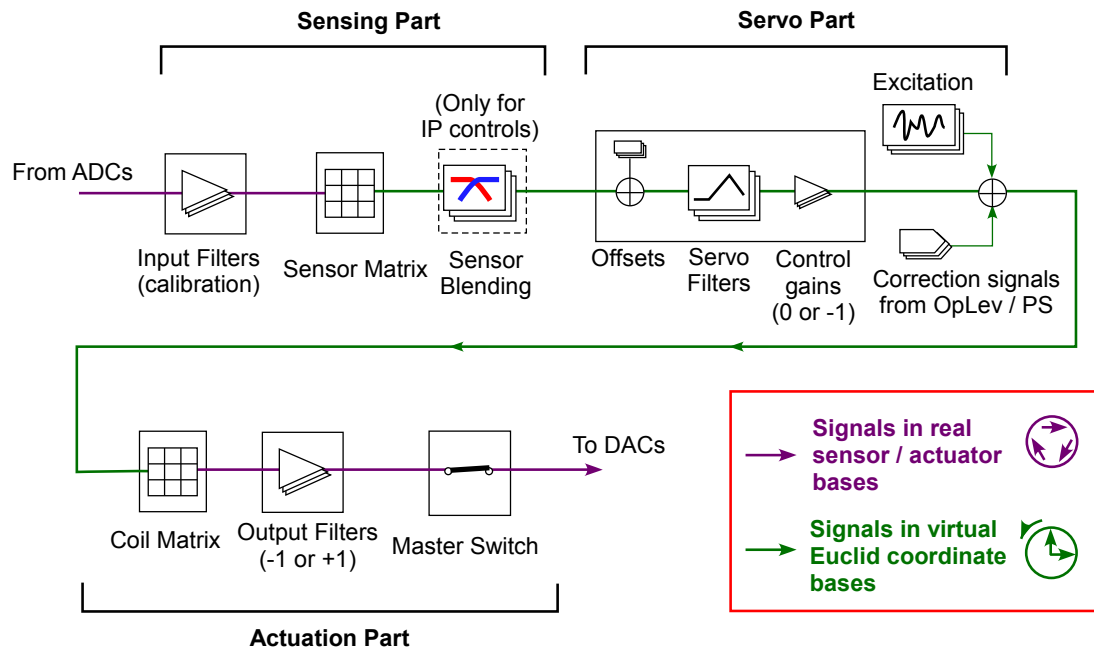 Sensing Part
Servo Part
(Only for
IP controls)
Excitation
From ADCs
Input Filters
(calibration)
Sensor Matrix
Sensor
Blending
Offsets
Servo
Filters
Control
gains
(0 or -1)
Correction signals
from OpLev / PS
To DACs
Coil Matrix
Output Filters
(-1 or +1)
Master Switch
Actuation Part
Signals in real
sensor / actuator
bases
Signals in virtual
Euclid coordinate
bases